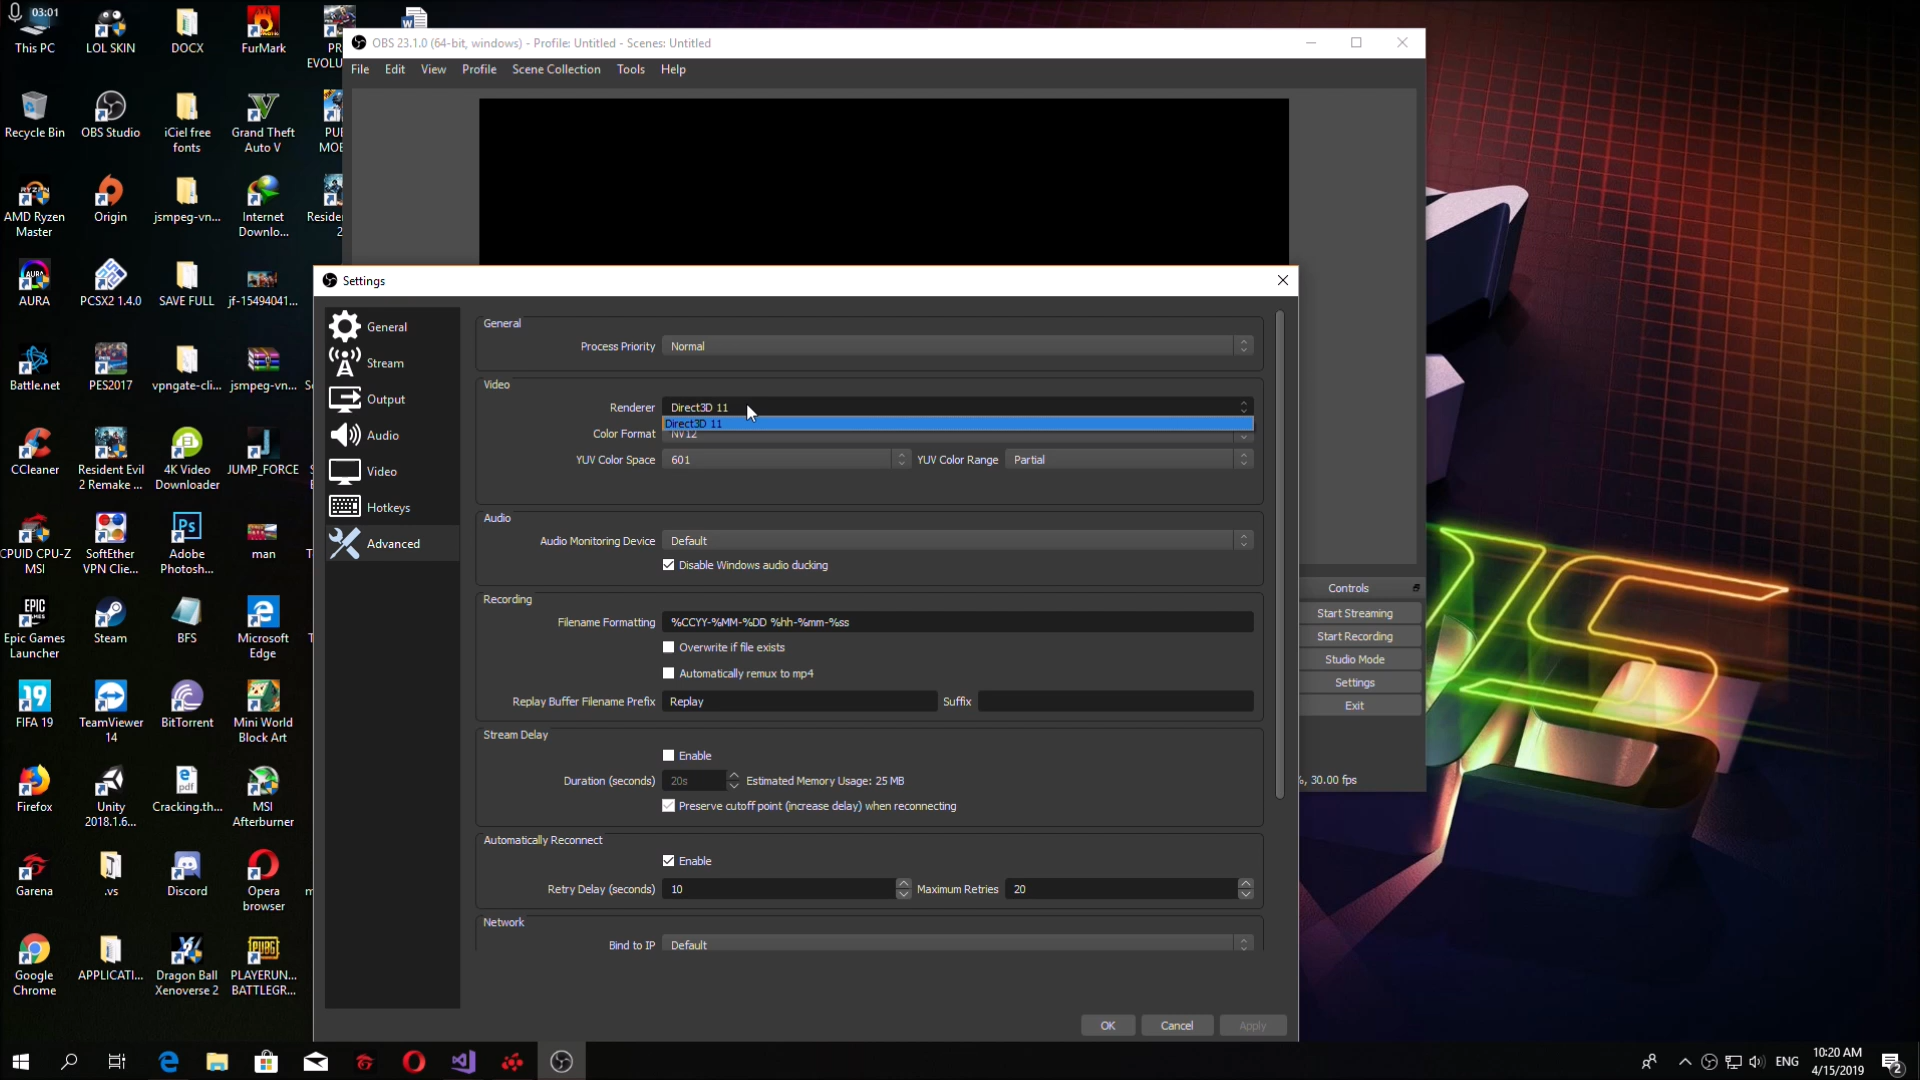 03:01
This PC
LOL SKIN
DOCX
FurMark
PR
EVOLU
Recycle Bin
OBS Studio
iCiel free
fonts
Grand Theft
Auto V
PU
MOB
AMD Ryzen
Master
Origin
jsmpeg-vn...
Internet
Downlo...
Reside
2
AURA
PCSX2 1.4.0
SAVE FULL
jf-15494041...
Battle.net
PES2017
vpngate-cli...
jsmpeg-vn...
CCleaner
Resident Evil
2 Remake ...
4K Video
Downloader
JUMP_FORCE
CPUID CPU-Z
MSI
SoftEther
VPN Clie...
Adobe
Photosh...
man
Epic Games
Launcher
Steam
BFS
Microsoft
Edge
FIFA 19
TeamViewer
14
BitTorrent
Mini World
Block Art
Firefox
Unity
2018.1.6...
Cracking.th...
MSI
Afterburner
Garena
.vs
Discord
Opera
browser
Google
Chrome
APPLICATI...
Dragon Ball
Xenoverse 2
PLAYERUN...
BATTLEGR...
OBS 23.1.0 (64-bit, windows) - Profile: Untitled - Scenes: Untitled
File Edit View Profile Scene Collection Tools Help
Settings
General
Stream
Output
Audio
Video
Hotkeys
Advanced
General
Process Priority Normal
Video
Renderer Direct3D 11
Direct3D 11
Color Format NV12
YUV Color Space 601 YUV Color Range Partial
Audio
Audio Monitoring Device Default
Disable Windows audio ducking
Recording
Filename Formatting %CCYY-%MM-%DD %hh-%mm-%ss
Overwrite if file exists
Automatically remux to mp4
Replay Buffer Filename Prefix Replay Suffix
Stream Delay
Enable
Duration (seconds) 20s Estimated Memory Usage: 25 MB
Preserve cutoff point (increase delay) when reconnecting
Automatically Reconnect
Enable
Retry Delay (seconds) 10 Maximum Retries 20
Network
Bind to IP Default
OK Cancel Apply
Controls
Start Streaming
Start Recording
Studio Mode
Settings
Exit
%, 30.00 fps
ENG
10:20 AM
4/15/2019
2